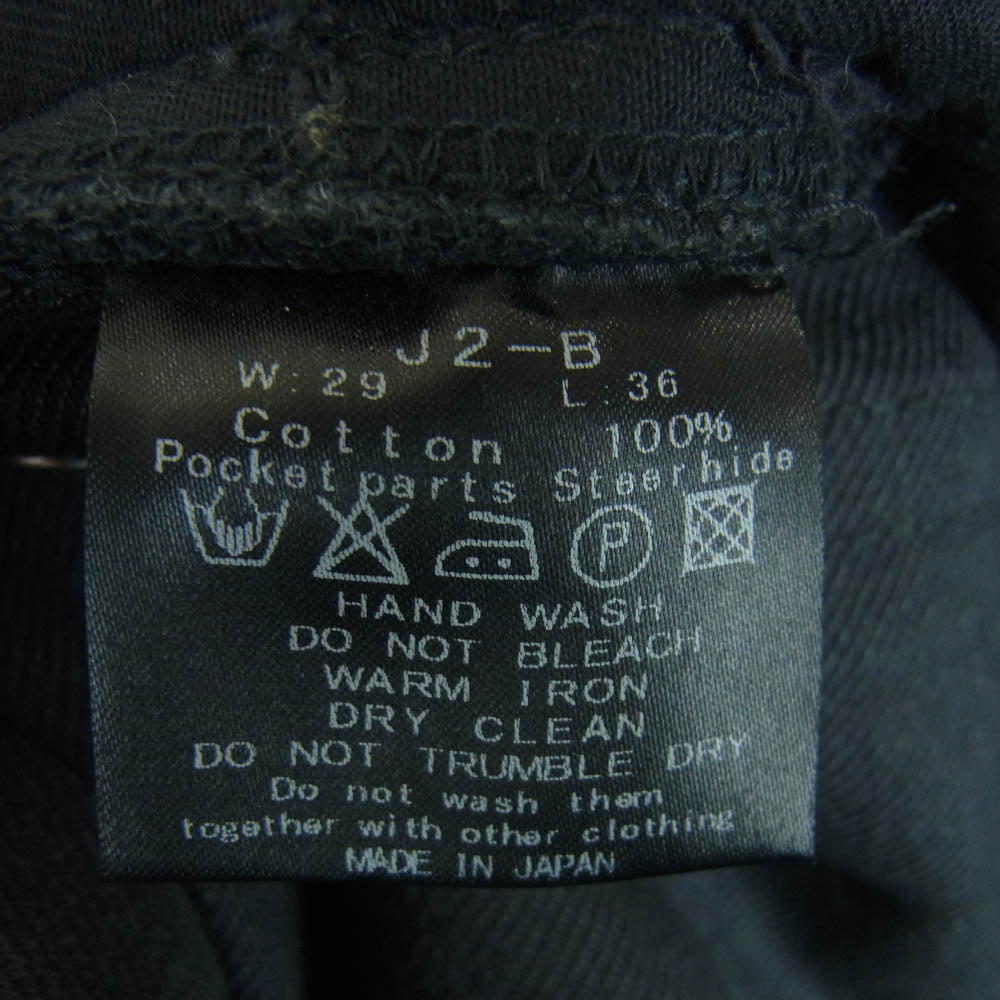 J2-B
W:29 L:36
Cotton 100%
Pocket parts Steerhide
P
HAND WASH
DO NOT BLEACH
WARM IRON
DRY CLEAN
DO NOT TRUMBLE DRY
Do not wash them
together with other clothing
MADE IN JAPAN